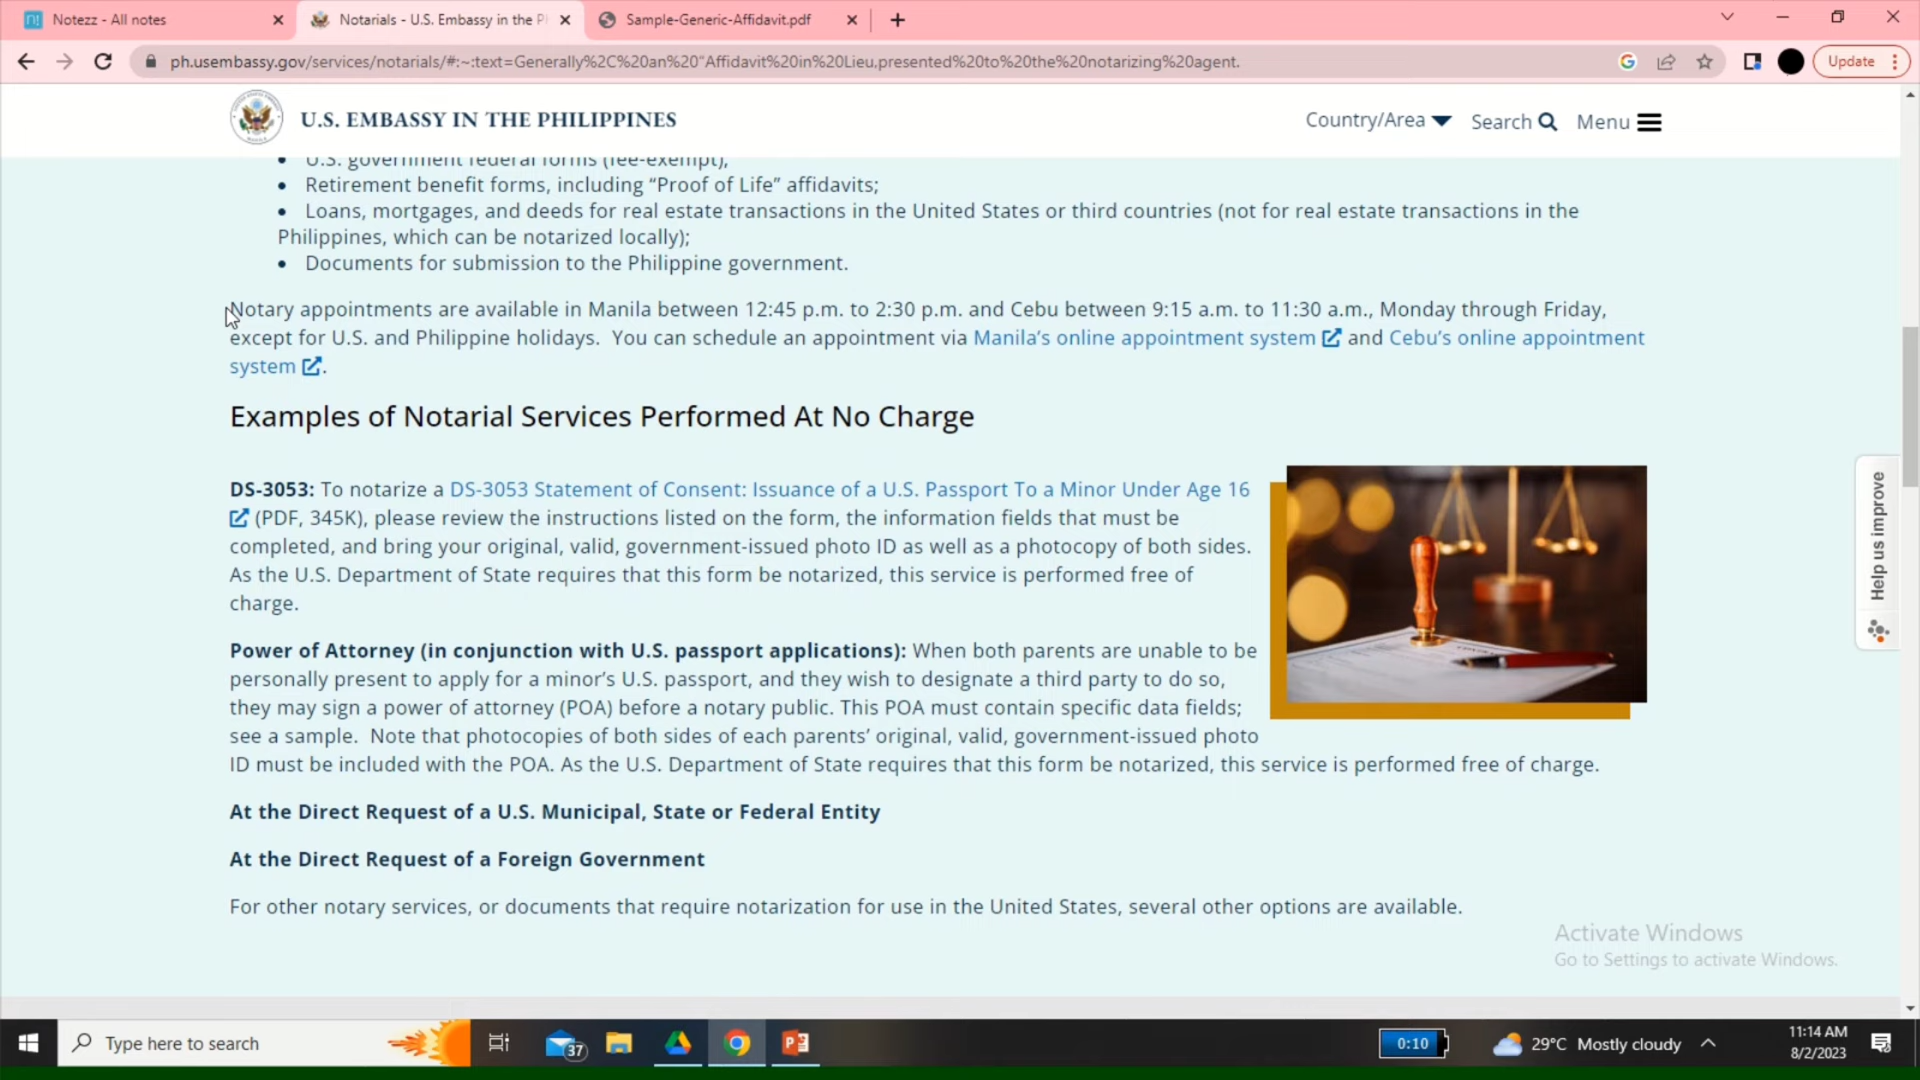 Notezz - All notes
Notarials - U.S. Embassy in the P
Sample-Generic-Affidavit.pdf
ph.usembassy.gov/services/notarials/#:~:text=Generally%2C%20an%20“Affidavit%20in%20Lieu,presented%20to%20the%20notarizing%20agent.
Update
U.S. EMBASSY IN THE PHILIPPINES
Country/Area
Search
Menu
• U.S. government federal forms (fee-exempt),
• Retirement benefit forms, including “Proof of Life” affidavits;
• Loans, mortgages, and deeds for real estate transactions in the United States or third countries (not for real estate transactions in the
Philippines, which can be notarized locally);
• Documents for submission to the Philippine government.
Notary appointments are available in Manila between 12:45 p.m. to 2:30 p.m. and Cebu between 9:15 a.m. to 11:30 a.m., Monday through Friday,
except for U.S. and Philippine holidays. You can schedule an appointment via Manila’s online appointment system and Cebu’s online appointment
system.
Examples of Notarial Services Performed At No Charge
DS-3053: To notarize a DS-3053 Statement of Consent: Issuance of a U.S. Passport To a Minor Under Age 16
(PDF, 345K), please review the instructions listed on the form, the information fields that must be
completed, and bring your original, valid, government-issued photo ID as well as a photocopy of both sides.
As the U.S. Department of State requires that this form be notarized, this service is performed free of
charge.
Power of Attorney (in conjunction with U.S. passport applications): When both parents are unable to be
personally present to apply for a minor’s U.S. passport, and they wish to designate a third party to do so,
they may sign a power of attorney (POA) before a notary public. This POA must contain specific data fields;
see a sample. Note that photocopies of both sides of each parents’ original, valid, government-issued photo
ID must be included with the POA. As the U.S. Department of State requires that this form be notarized, this service is performed free of charge.
At the Direct Request of a U.S. Municipal, State or Federal Entity
At the Direct Request of a Foreign Government
For other notary services, or documents that require notarization for use in the United States, several other options are available.
Help us improve
Activate Windows
Go to Settings to activate Windows.
Type here to search
37
0:10
29°C Mostly cloudy
11:14 AM
8/2/2023